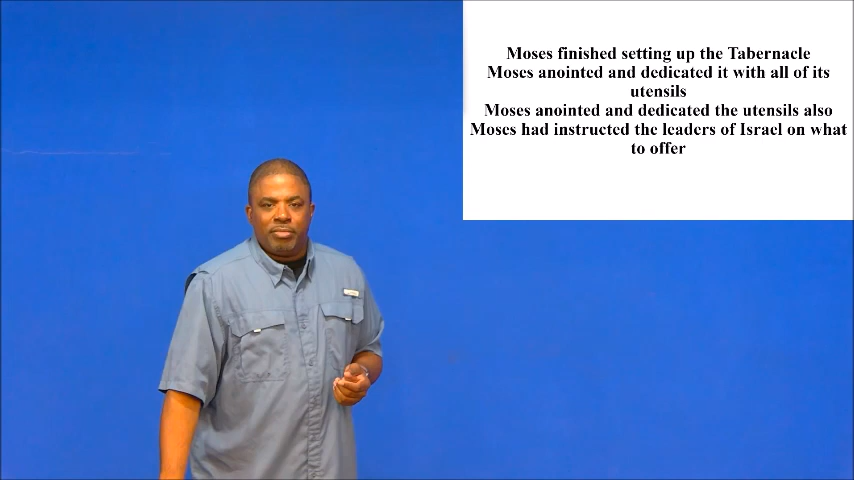 Moses finished setting up the Tabernacle
Moses anointed and dedicated it with all of its
utensils
Moses anointed and dedicated the utensils also
Moses had instructed the leaders of Israel on what
to offer